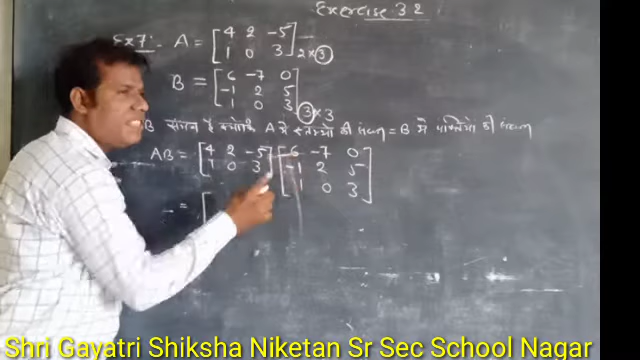 Exercise 3.2
Ex 7:- A = [4 2 -5
1 0 3] 2×3
B = [6 -7 0
-1 2 5
1 0 3] 3×3
B संभव है क्योंकि A में स्तम्भों की संख्या = B में पंक्तियों की संख्या
AB = [4 2 -5 [6 -7 0
1 0 3] -1 2 5
1 0 3]
= [
Shri Gayatri Shiksha Niketan Sr Sec School Nagar